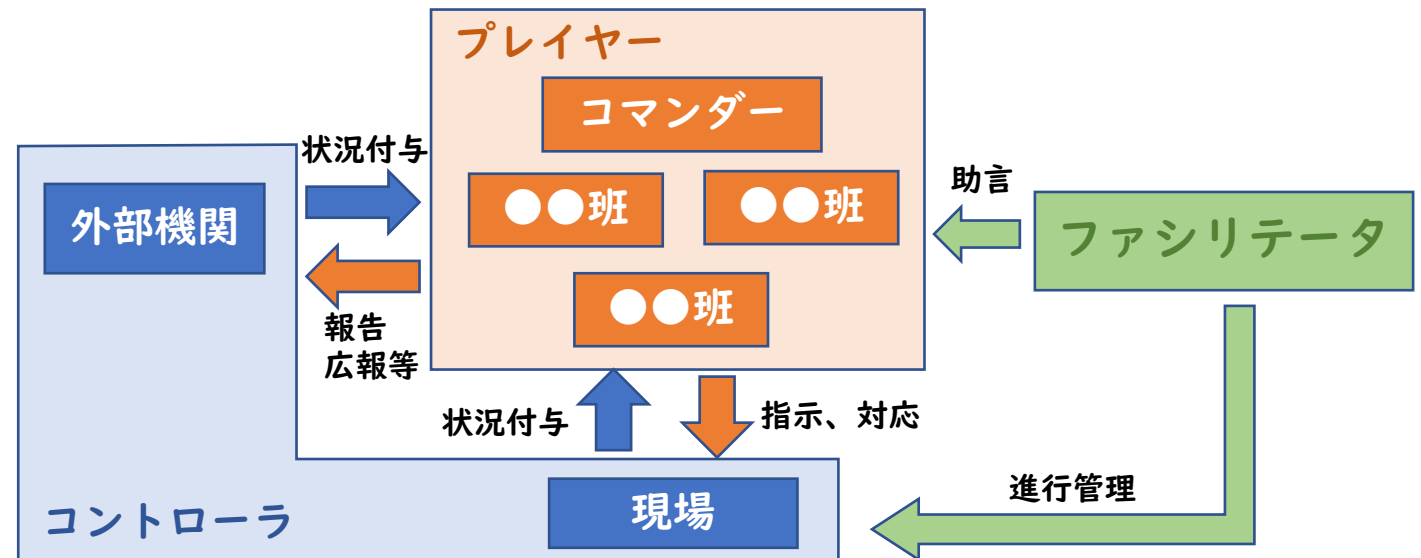 プレイヤー
コマンダー
状況付与
●●班
●●班
助言
外部機関
ファシリテータ
●●班
報告
広報等
状況付与
指示、対応
進行管理
現場
コントローラ